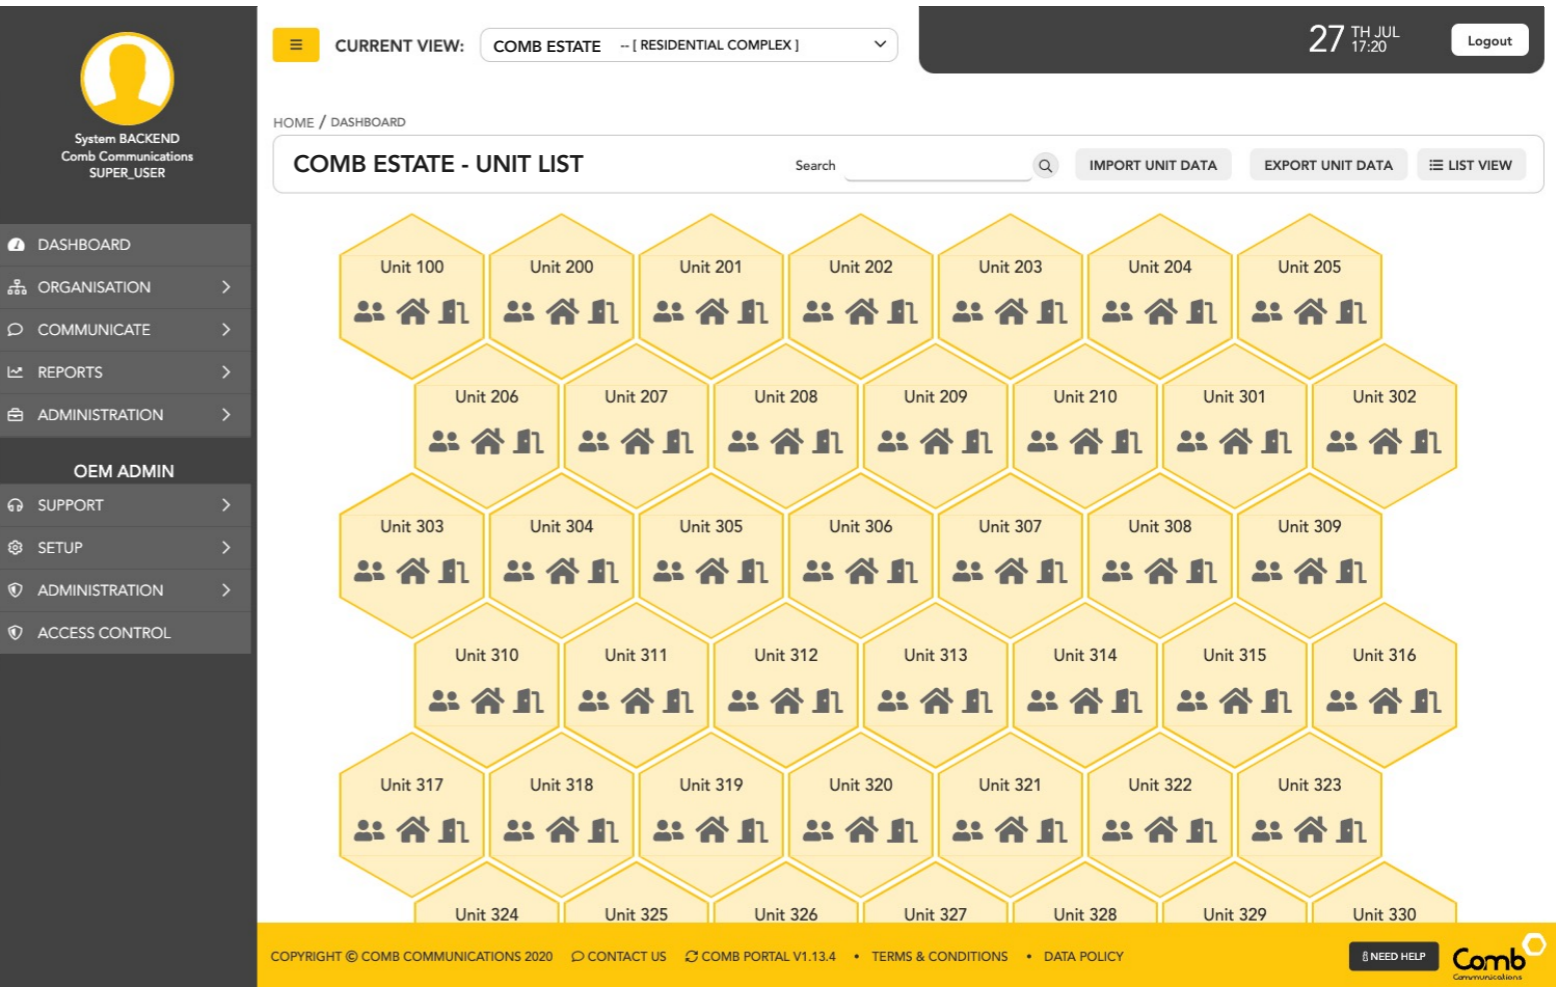 System BACKEND
Comb Communications
SUPER_USER
DASHBOARD
ORGANISATION
COMMUNICATE
REPORTS
ADMINISTRATION
OEM ADMIN
SUPPORT
SETUP
ADMINISTRATION
ACCESS CONTROL
CURRENT VIEW: COMB ESTATE -- [ RESIDENTIAL COMPLEX ]
27 TH JUL
17:20
Logout
HOME / DASHBOARD
COMB ESTATE - UNIT LIST
Search
IMPORT UNIT DATA
EXPORT UNIT DATA
LIST VIEW
Unit 100 Unit 200 Unit 201 Unit 202 Unit 203 Unit 204 Unit 205
Unit 206 Unit 207 Unit 208 Unit 209 Unit 210 Unit 301 Unit 302
Unit 303 Unit 304 Unit 305 Unit 306 Unit 307 Unit 308 Unit 309
Unit 310 Unit 311 Unit 312 Unit 313 Unit 314 Unit 315 Unit 316
Unit 317 Unit 318 Unit 319 Unit 320 Unit 321 Unit 322 Unit 323
Unit 324 Unit 325 Unit 326 Unit 327 Unit 328 Unit 329 Unit 330
COPYRIGHT © COMB COMMUNICATIONS 2020 CONTACT US COMB PORTAL V1.13.4 • TERMS & CONDITIONS • DATA POLICY
NEED HELP
Comb
Communications